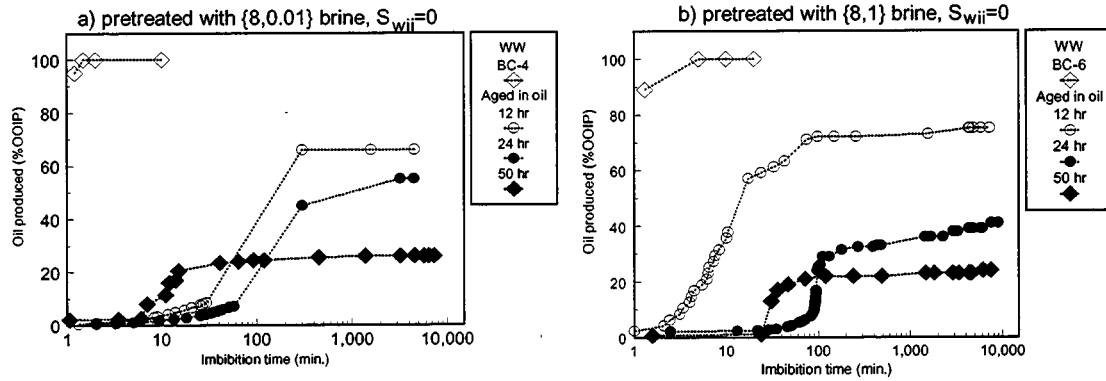 a) pretreated with {8,0.01} brine, Swii=0
100
80
60
40
20
0
Oil produced (%OOIP)
1
10
100
1,000
10,000
Imbibition time (min.)
WW
BC-4
Aged in oil
12 hr
24 hr
50 hr
b) pretreated with {8,1} brine, Swii=0
100
80
60
40
20
0
Oil produced (%OOIP)
1
10
100
1,000
10,000
Imbibition time (min.)
WW
BC-6
Aged in oil
12 hr
24 hr
50 hr